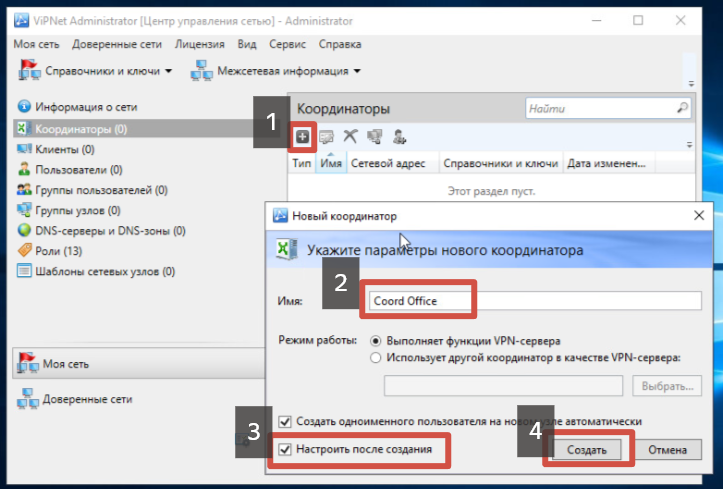 ViPNet Administrator [Центр управления сетью] - Administrator
Моя сеть Доверенные сети Лицензия Вид Сервис Справка
Справочники и ключи Межсетевая информация
Информация о сети
Координаторы (0)
Клиенты (0)
Пользователи (0)
Группы пользователей (0)
Группы узлов (0)
DNS-серверы и DNS-зоны (0)
Роли (13)
Шаблоны сетевых узлов (0)
Моя сеть
Доверенные сети
1
Координаторы Найти
Тип Имя Сетевой адрес Справочники и ключи Дата изменен...
Этот раздел пуст.
Новый координатор
Укажите параметры нового координатора
2
Имя: Coord Office
Режим работы: Выполняет функции VPN-сервера
Использует другой координатор в качестве VPN-сервера:
Выбрать...
Создать одноименного пользователя на новом узле автоматически
3
Настроить после создания
4
Создать Отмена